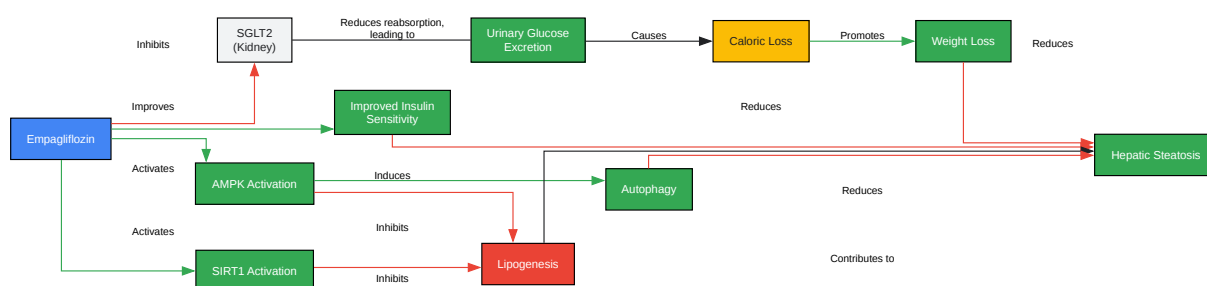 Reduces reabsorption,
leading to
SGLT2
(Kidney)
Urinary Glucose
Excretion
Inhibits
Causes
Caloric Loss
Promotes
Weight Loss
Reduces
Improves
Improved Insulin
Sensitivity
Reduces
Empagliflozin
Hepatic Steatosis
Activates
AMPK Activation
Induces
Autophagy
Reduces
Activates
Inhibits
Contributes to
SIRT1 Activation
Inhibits
Lipogenesis